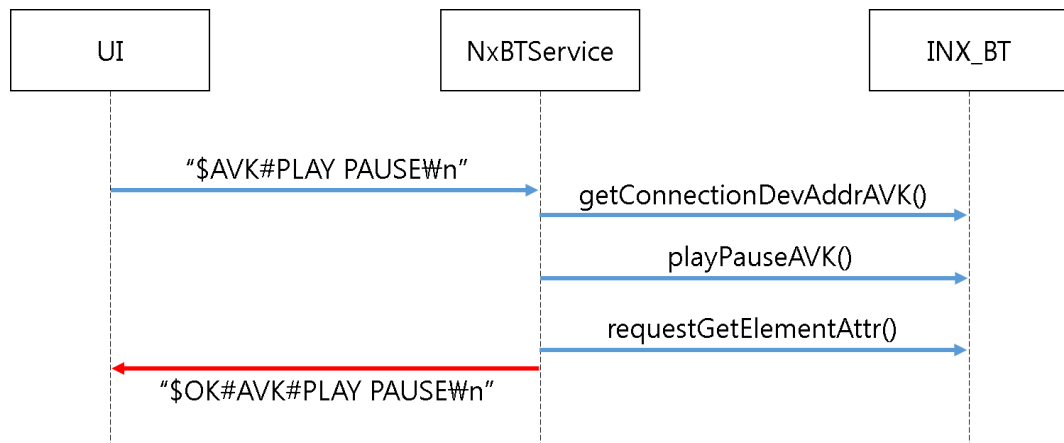 UI
NxBTService
INX_BT
“$AVK#PLAY PAUSE₩n”
getConnectionDevAddrAVK()
playPauseAVK()
requestGetElementAttr()
“$OK#AVK#PLAY PAUSE₩n”